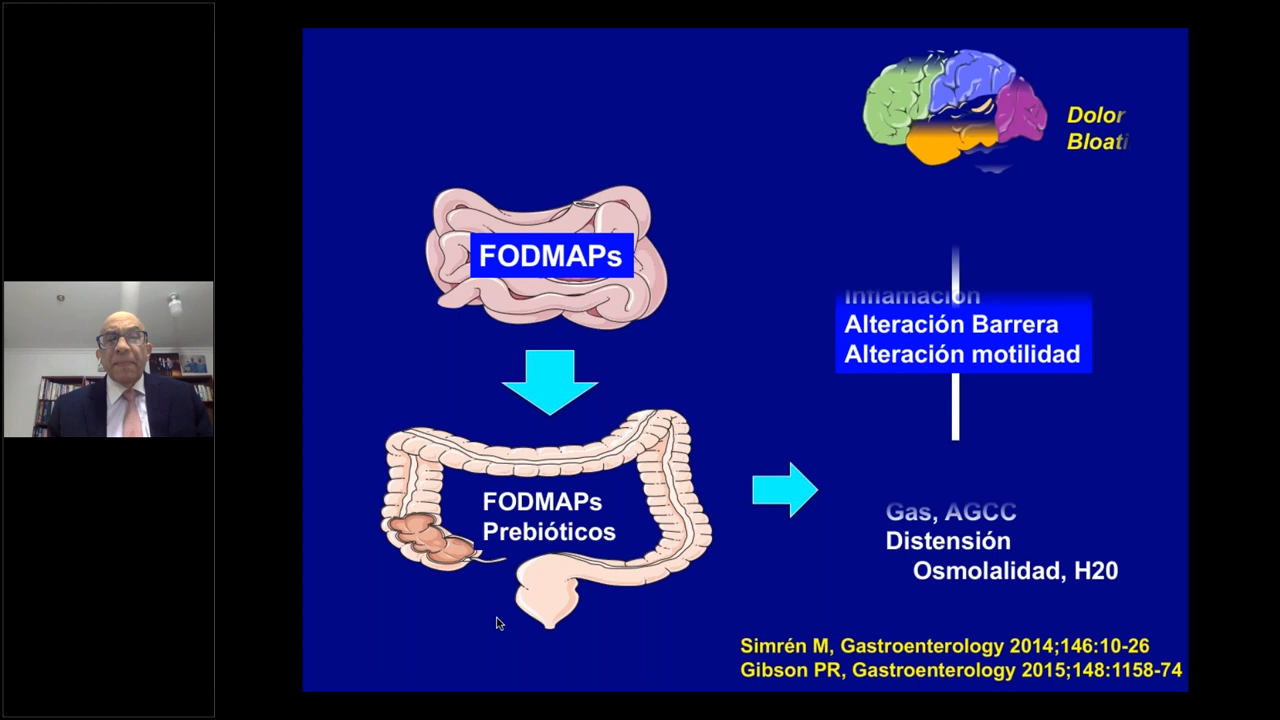 FODMAPs
FODMAPs
Prebióticos
Dolor
Bloati
Inflamación
Alteración Barrera
Alteración motilidad
Gas, AGCC
Distensión
Osmolalidad, H20
Simrén M, Gastroenterology 2014;146:10-26
Gibson PR, Gastroenterology 2015;148:1158-74